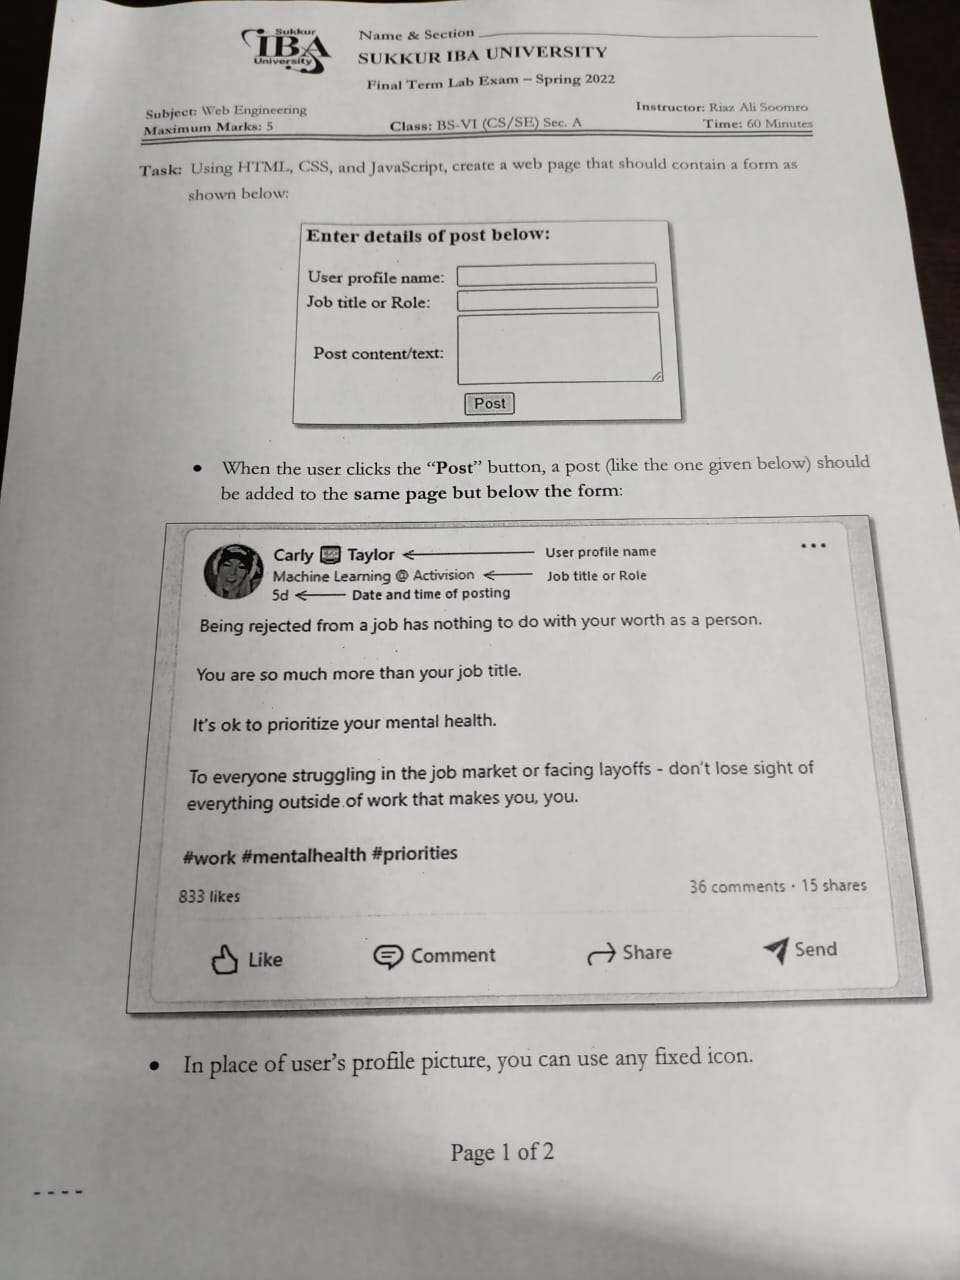 Sukkur
IBA
University
Name & Section
SUKKUR IBA UNIVERSITY
Final Term Lab Exam – Spring 2022
Subject: Web Engineering
Instructor: Riaz Ali Soomro
Maximum Marks: 5
Class: BS-VI (CS/SE) Sec. A
Time: 60 Minutes
Task: Using HTML, CSS, and JavaScript, create a web page that should contain a form as
shown below:
Enter details of post below:
User profile name:
Job title or Role:
Post content/text:
Post
• When the user clicks the “Post” button, a post (like the one given below) should
be added to the same page but below the form:
Carly Taylor User profile name ...
Machine Learning @ Activision Job title or Role
5d Date and time of posting
Being rejected from a job has nothing to do with your worth as a person.
You are so much more than your job title.
It's ok to prioritize your mental health.
To everyone struggling in the job market or facing layoffs - don't lose sight of
everything outside of work that makes you, you.
#work #mentalhealth #priorities
833 likes 36 comments · 15 shares
Like Comment Share Send
• In place of user's profile picture, you can use any fixed icon.
Page 1 of 2
- - - -